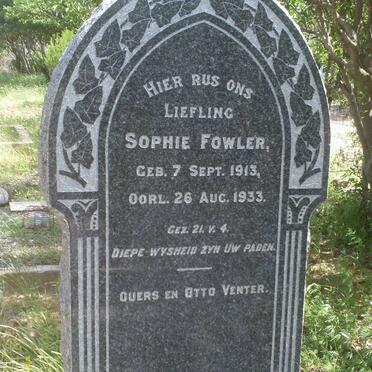 Hier rus ons
Liefling
Sophie Fowler,
Geb. 7 Sept. 1913,
Oorl. 26 Aug. 1933.
Gez. 21. v. 4.
Diepe wysheid zyn Uw paden.
Ouers en Otto Venter.